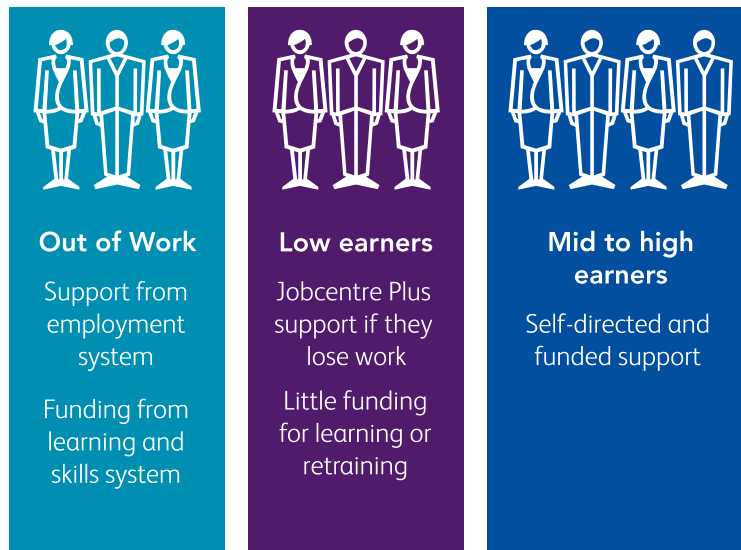 Out of Work
Support from
employment
system
Funding from
learning and
skills system
Low earners
Jobcentre Plus
support if they
lose work
Little funding
for learning or
retraining
Mid to high
earners
Self-directed and
funded support